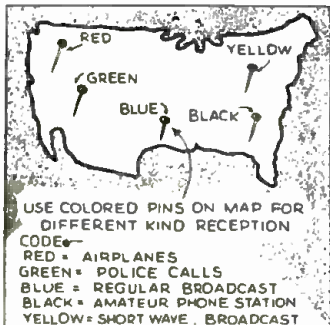 RED
YELLOW
GREEN
BLUE
BLACK
USE COLORED PINS ON MAP FOR
DIFFERENT KIND RECEPTION
CODE
RED = AIRPLANES
GREEN = POLICE CALLS
BLUE = REGULAR BROADCAST
BLACK = AMATEUR PHONE STATION
YELLOW = SHORT WAVE. BROADCAST